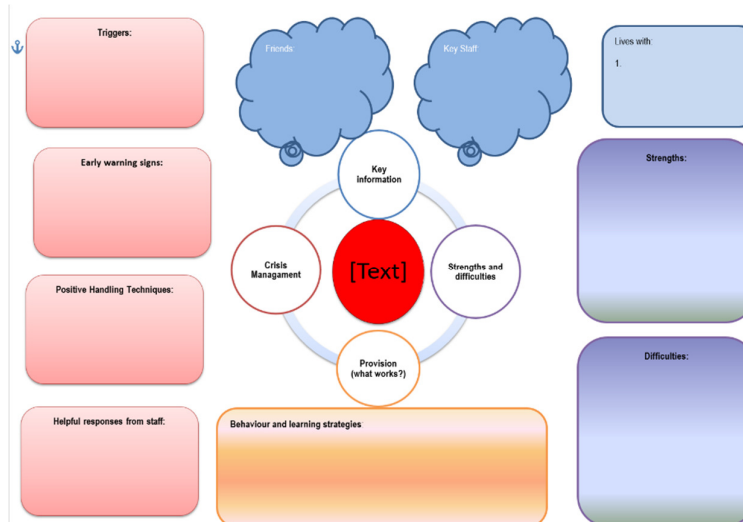 Triggers:
Friends:
Key Staff:
Lives with:
1.
Early warning signs:
Key
information
Strengths:
Crisis
Managament
[Text]
Strengths and
difficulties
Positive Handling Techniques:
Provision
(what works?)
Difficulties:
Helpful responses from staff:
Behaviour and learning strategies